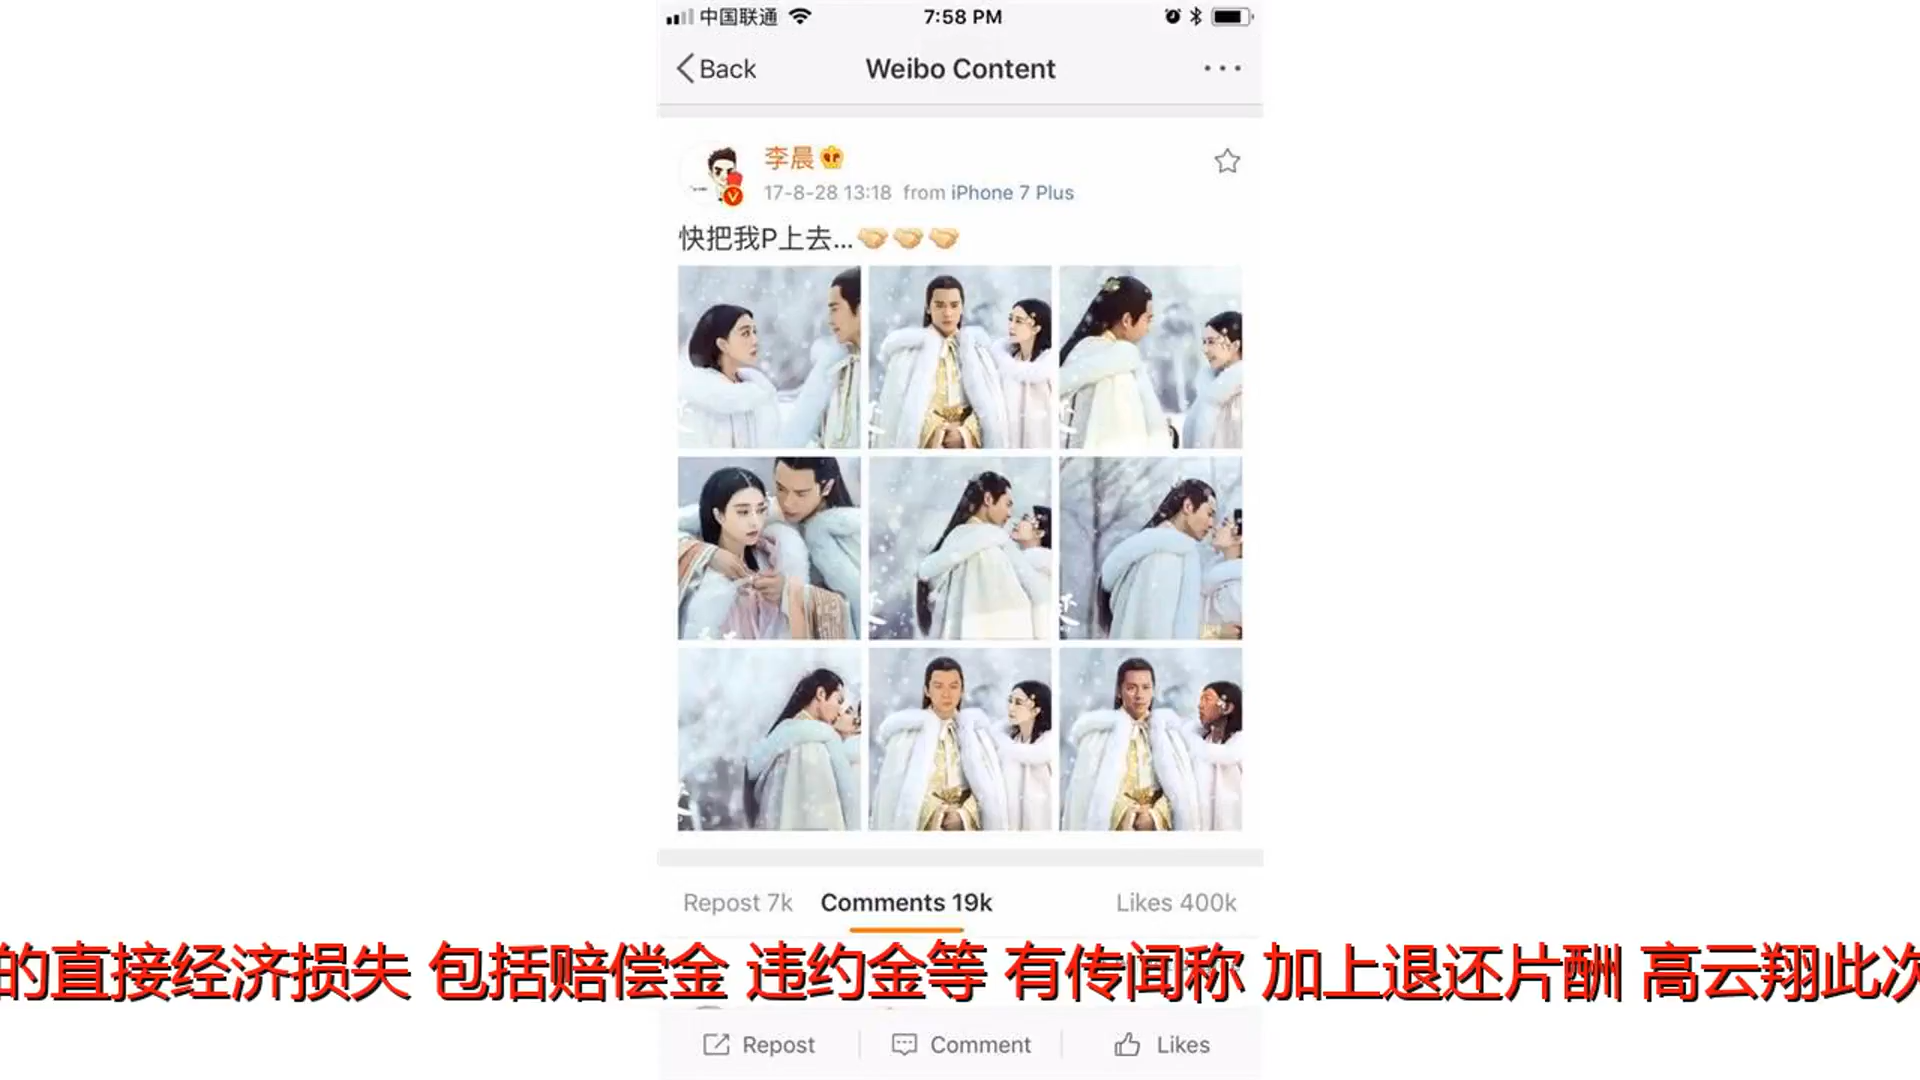 中国联通 7:58 PM
Back Weibo Content
李晨
17-8-28 13:18 from iPhone 7 Plus
快把我P上去...
Repost 7k Comments 19k Likes 400k
的直接经济损失 包括赔偿金 违约金等 有传闻称 加上退还片酬 高云翔此次
Repost Comment Likes